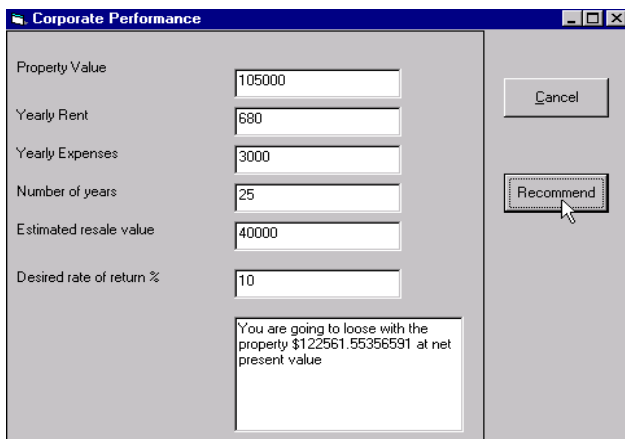 Corporate Performance
Property Value
105000
Cancel
Yearly Rent
680
Yearly Expenses
3000
Number of years
25
Recommend
Estimated resale value
40000
Desired rate of return %
10
You are going to loose with the
property $122561.55356591 at net
present value